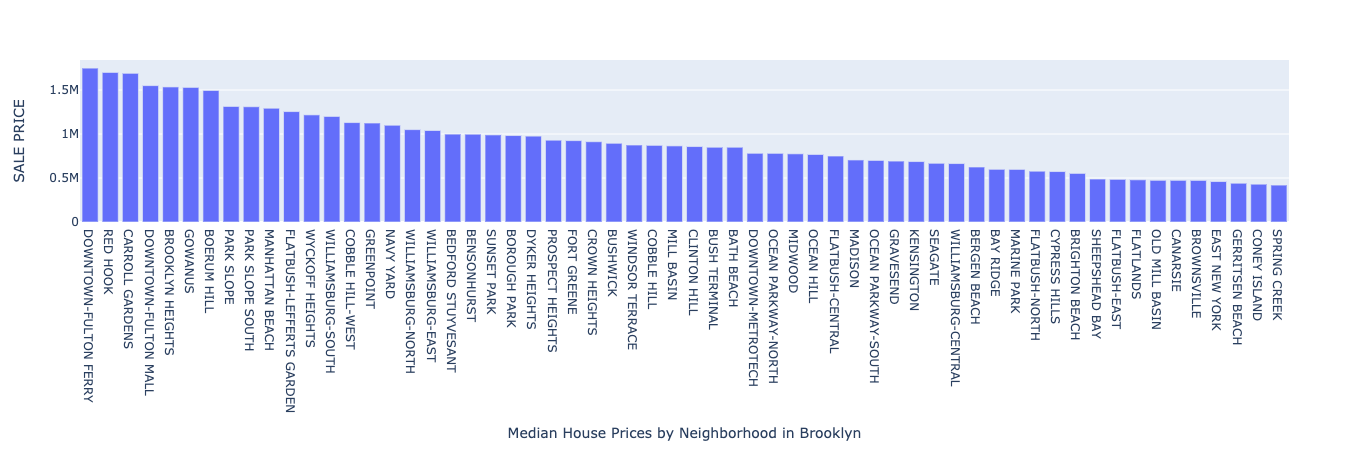 SALE PRICE
1.5M
1M
0.5M
0
DOWNTOWN-FULTON FERRY
RED HOOK
CARROLL GARDENS
DOWNTOWN-FULTON MALL
BROOKLYN HEIGHTS
GOWANUS
BOERUM HILL
PARK SLOPE
PARK SLOPE SOUTH
MANHATTAN BEACH
FLATBUSH-LEFFERTS GARDEN
WYCKOFF HEIGHTS
WILLIAMSBURG-SOUTH
COBBLE HILL-WEST
GREENPOINT
NAVY YARD
WILLIAMSBURG-NORTH
WILLIAMSBURG-EAST
BEDFORD STUYVESANT
BENSONHURST
SUNSET PARK
BOROUGH PARK
DYKER HEIGHTS
PROSPECT HEIGHTS
FORT GREENE
CROWN HEIGHTS
BUSHWICK
WINDSOR TERRACE
COBBLE HILL
MILL BASIN
CLINTON HILL
BUSH TERMINAL
BATH BEACH
DOWNTOWN-METROTECH
OCEAN PARKWAY-NORTH
MIDWOOD
OCEAN HILL
FLATBUSH-CENTRAL
MADISON
OCEAN PARKWAY-SOUTH
GRAVESEND
KENSINGTON
SEAGATE
WILLIAMSBURG-CENTRAL
BERGEN BEACH
BAY RIDGE
MARINE PARK
FLATBUSH-NORTH
CYPRESS HILLS
BRIGHTON BEACH
SHEEPSHEAD BAY
FLATBUSH-EAST
FLATLANDS
OLD MILL BASIN
CANARSIE
BROWNSVILLE
EAST NEW YORK
GERRITSEN BEACH
CONEY ISLAND
SPRING CREEK
Median House Prices by Neighborhood in Brooklyn